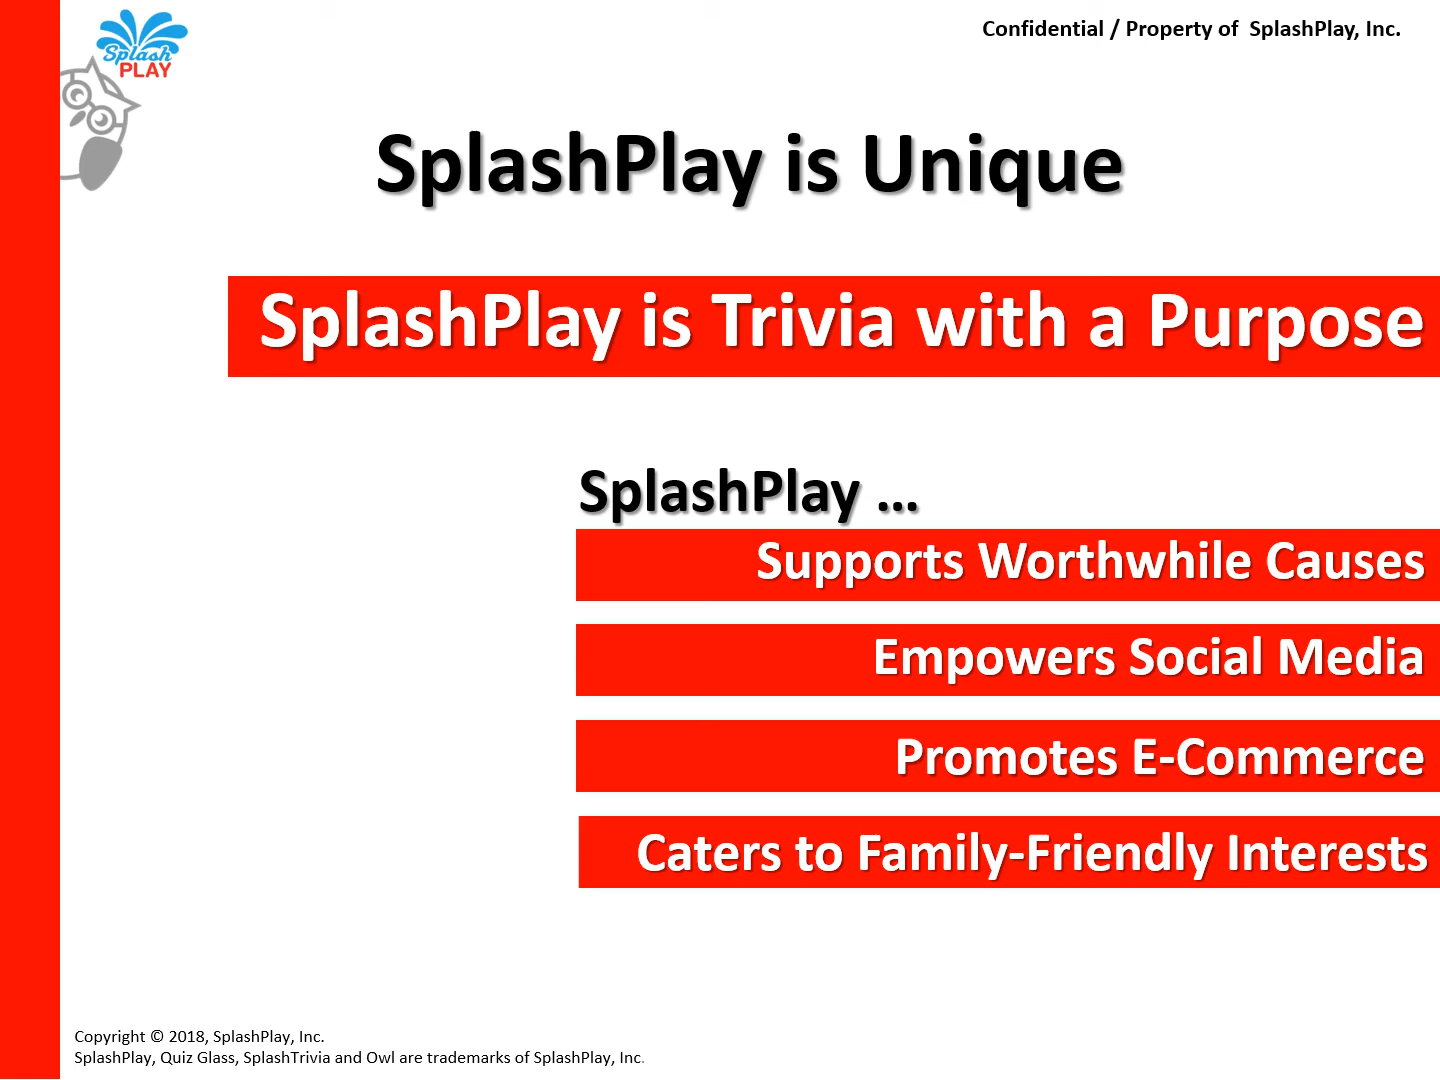 Splash
PLAY
Confidential / Property of SplashPlay, Inc.
SplashPlay is Unique
SplashPlay is Trivia with a Purpose
SplashPlay ...
Supports Worthwhile Causes
Empowers Social Media
Promotes E-Commerce
Caters to Family-Friendly Interests
Copyright © 2018, SplashPlay, Inc.
SplashPlay, Quiz Glass, SplashTrivia and Owl are trademarks of SplashPlay, Inc.